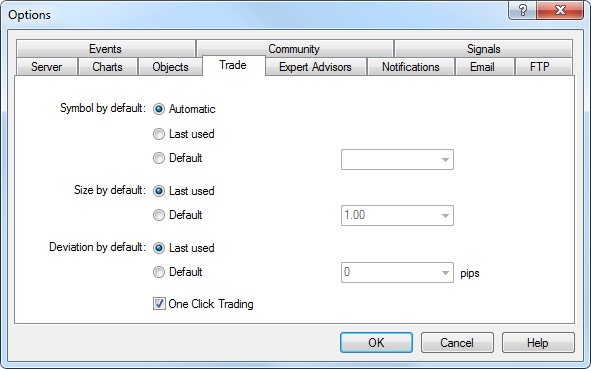 Options
Events Community Signals
Server Charts Objects Trade Expert Advisors Notifications Email FTP
Symbol by default: Automatic
Last used
Default
Size by default: Last used
Default 1.00
Deviation by default: Last used
Default 0 pips
One Click Trading
OK Cancel Help